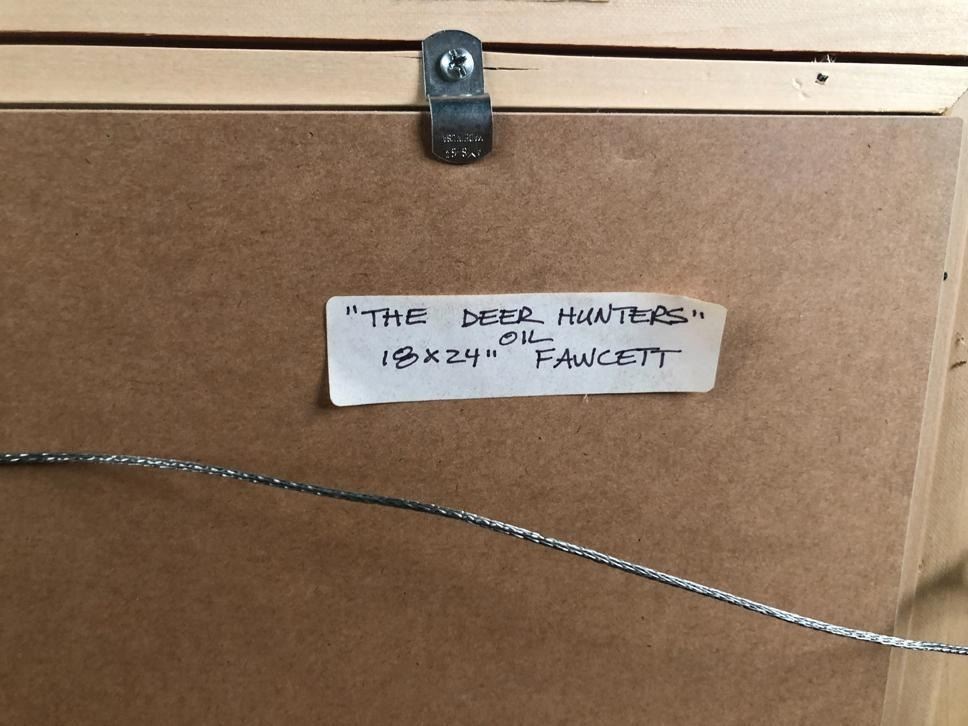 "THE DEER HUNTERS"
OIL
18x24" FAWCETT